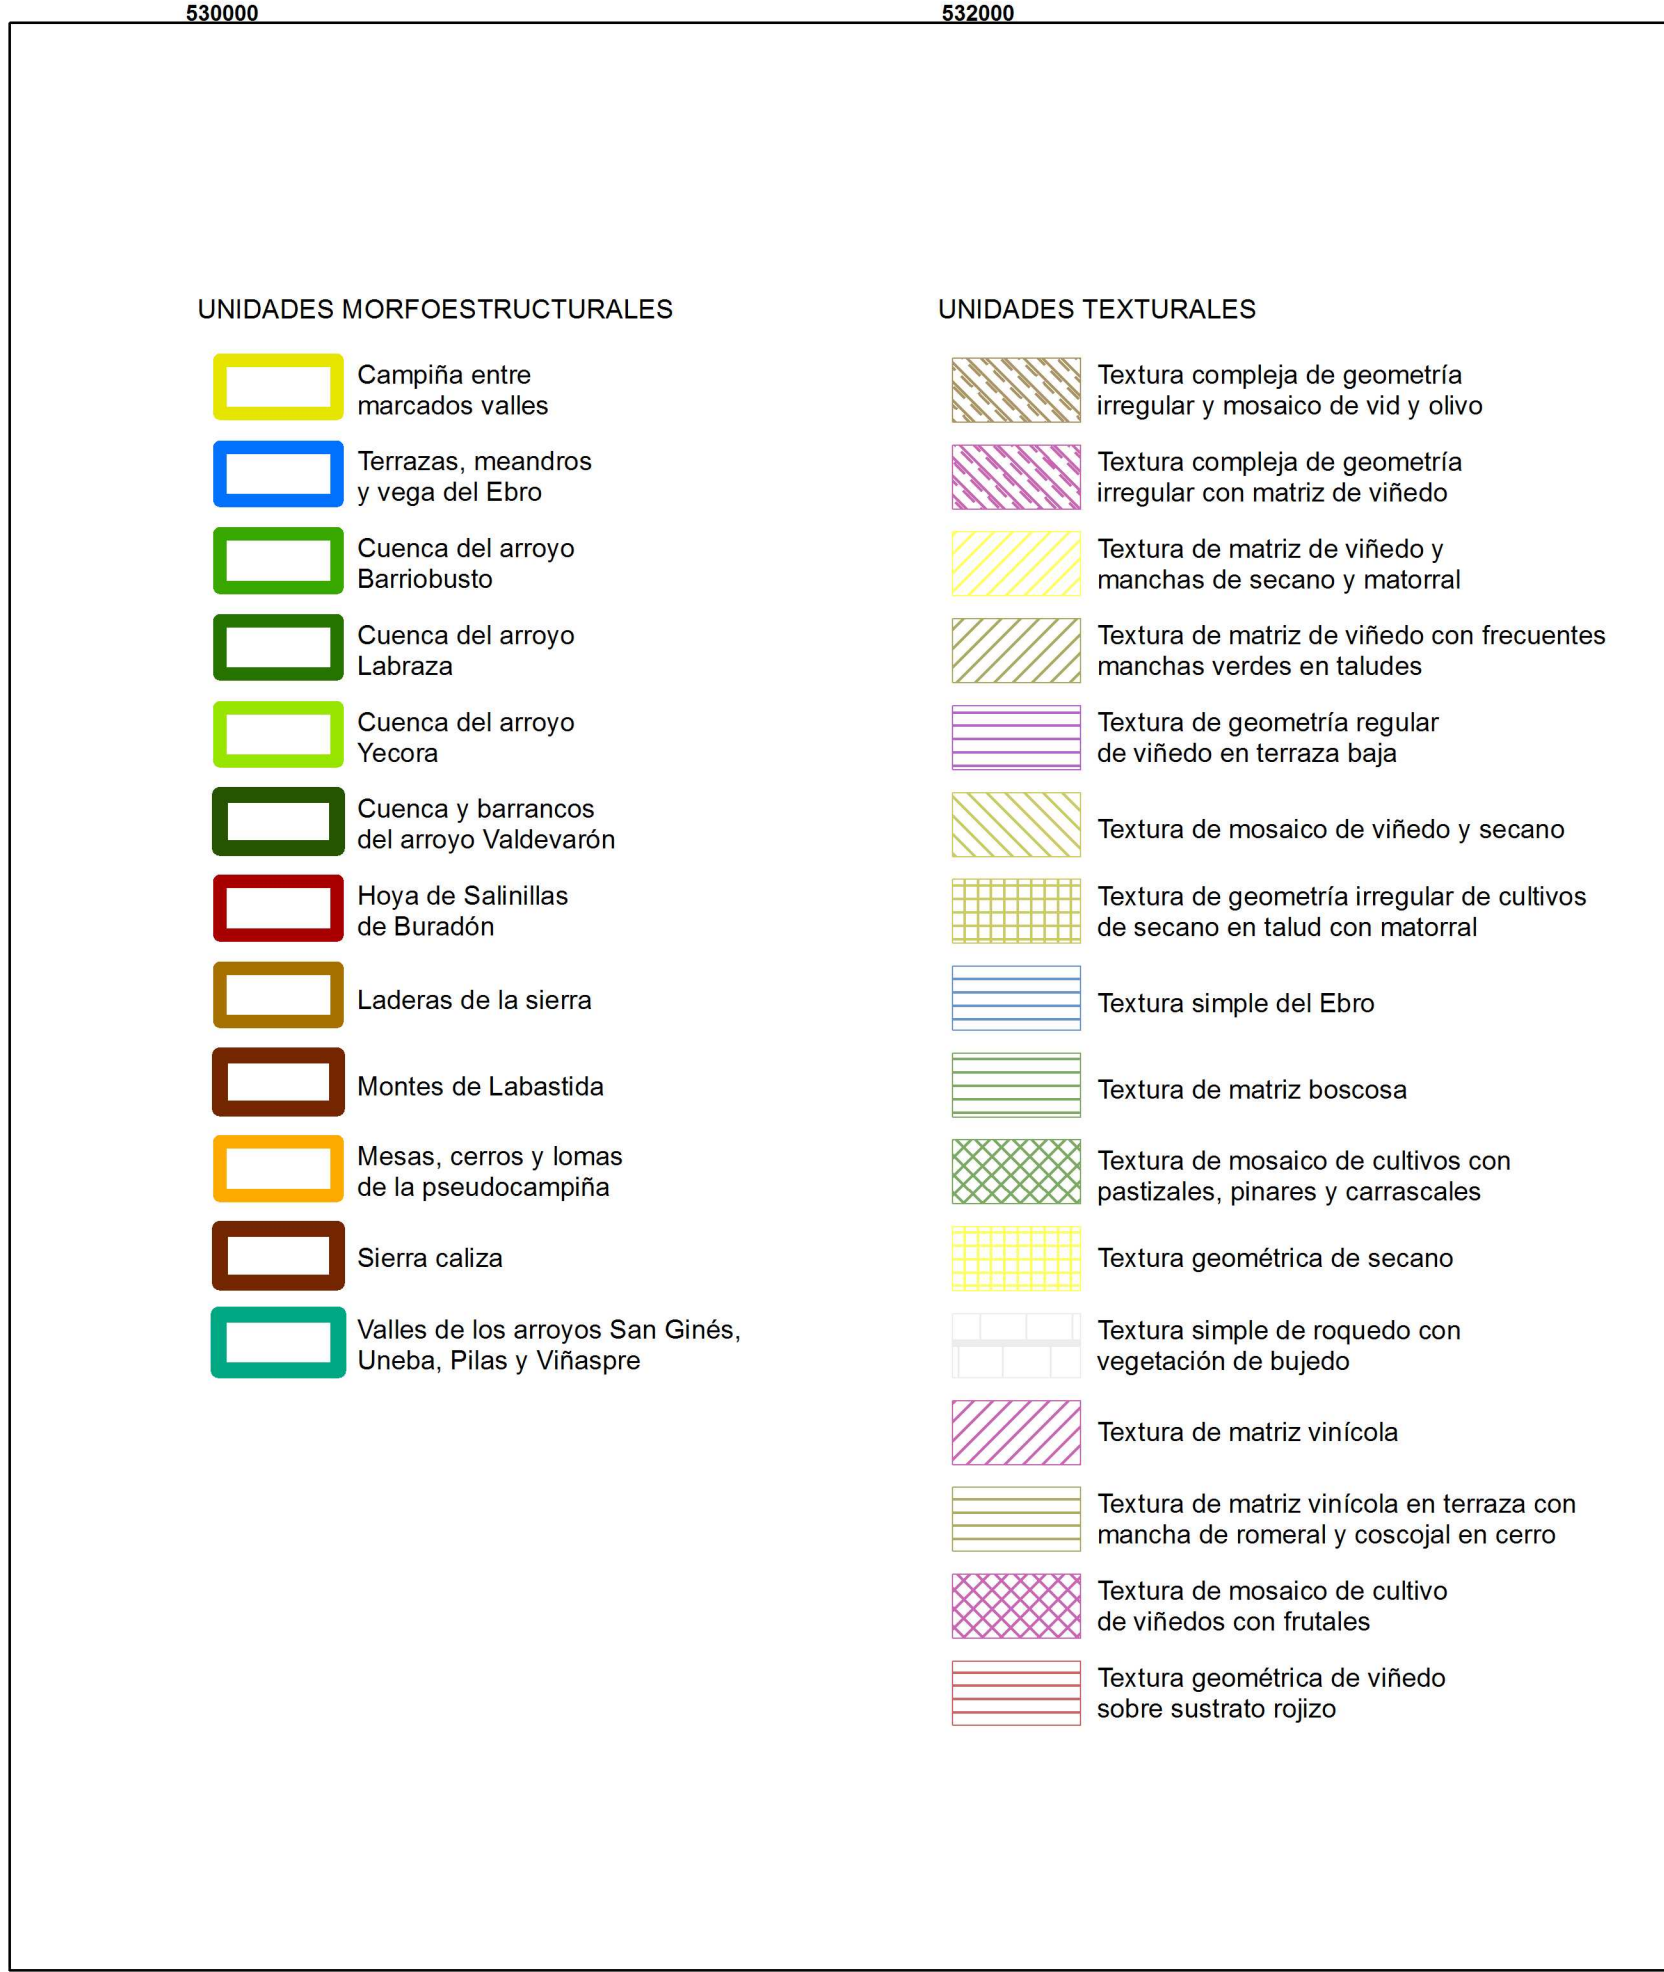 530000
532000
UNIDADES MORFOESTRUCTURALES
Campiña entre
marcados valles
Terrazas, meandros
y vega del Ebro
Cuenca del arroyo
Barriobusto
Cuenca del arroyo
Labraza
Cuenca del arroyo
Yecora
Cuenca y barrancos
del arroyo Valdevarón
Hoya de Salinillas
de Buradón
Laderas de la sierra
Montes de Labastida
Mesas, cerros y lomas
de la pseudocampiña
Sierra caliza
Valles de los arroyos San Ginés,
Uneba, Pilas y Viñaspre
UNIDADES TEXTURALES
Textura compleja de geometría
irregular y mosaico de vid y olivo
Textura compleja de geometría
irregular con matriz de viñedo
Textura de matriz de viñedo y
manchas de secano y matorral
Textura de matriz de viñedo con frecuentes
manchas verdes en taludes
Textura de geometría regular
de viñedo en terraza baja
Textura de mosaico de viñedo y secano
Textura de geometría irregular de cultivos
de secano en talud con matorral
Textura simple del Ebro
Textura de matriz boscosa
Textura de mosaico de cultivos con
pastizales, pinares y carrascales
Textura geométrica de secano
Textura simple de roquedo con
vegetación de bujedo
Textura de matriz vinícola
Textura de matriz vinícola en terraza con
mancha de romeral y coscojal en cerro
Textura de mosaico de cultivo
de viñedos con frutales
Textura geométrica de viñedo
sobre sustrato rojizo